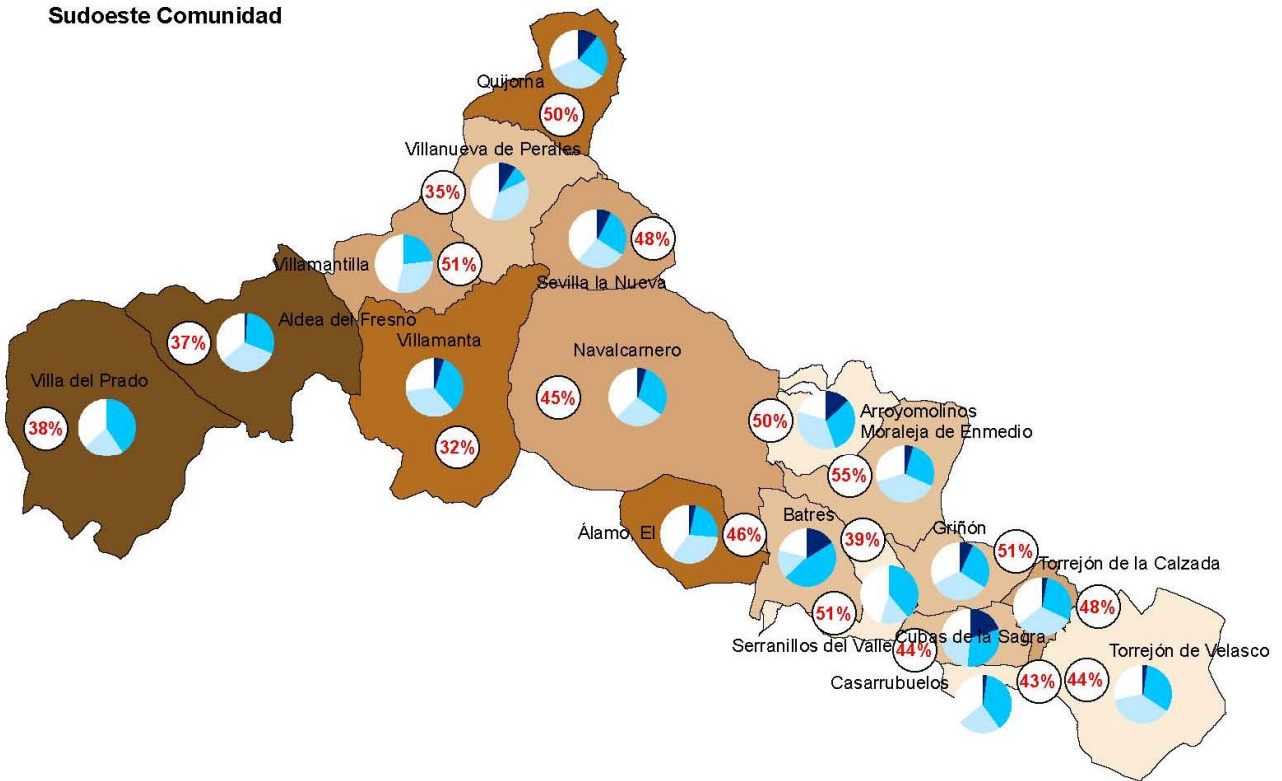 Sudoeste Comunidad
Quijorna
50%
Villanueva de Perales
35%
48%
Villamantilla
51%
Sevilla la Nueva
Aldea del Fresno
37%
Villamanta
Navalcarnero
Villa del Prado
45%
38%
32%
50%
Arroyomolinos
Moraleja de Enmedio
55%
Álamo, El
46%
Batres
39%
Griñón
51%
Torrejón de la Calzada
51%
48%
Serranillos del Valle
44%
Cubas de la Sagra
Torrejón de Velasco
Casarrubuelos
43%
44%